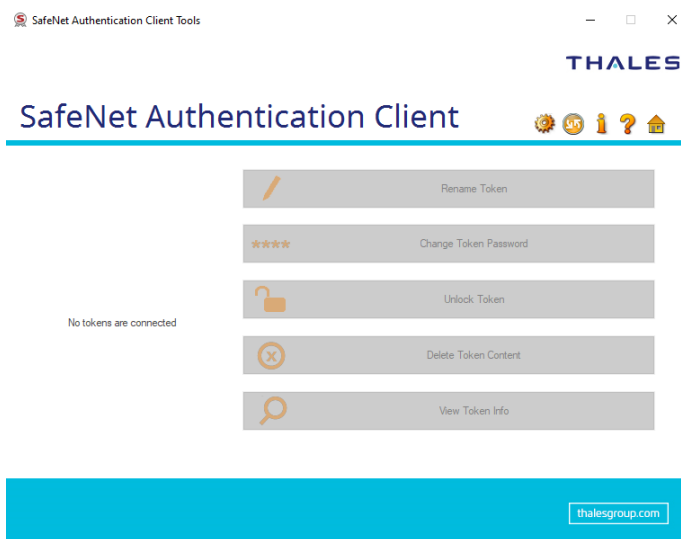 SafeNet Authentication Client Tools
THALES
SafeNet Authentication Client
Rename Token
****
Change Token Password
Unlock Token
No tokens are connected
Delete Token Content
View Token Info
thalesgroup.com